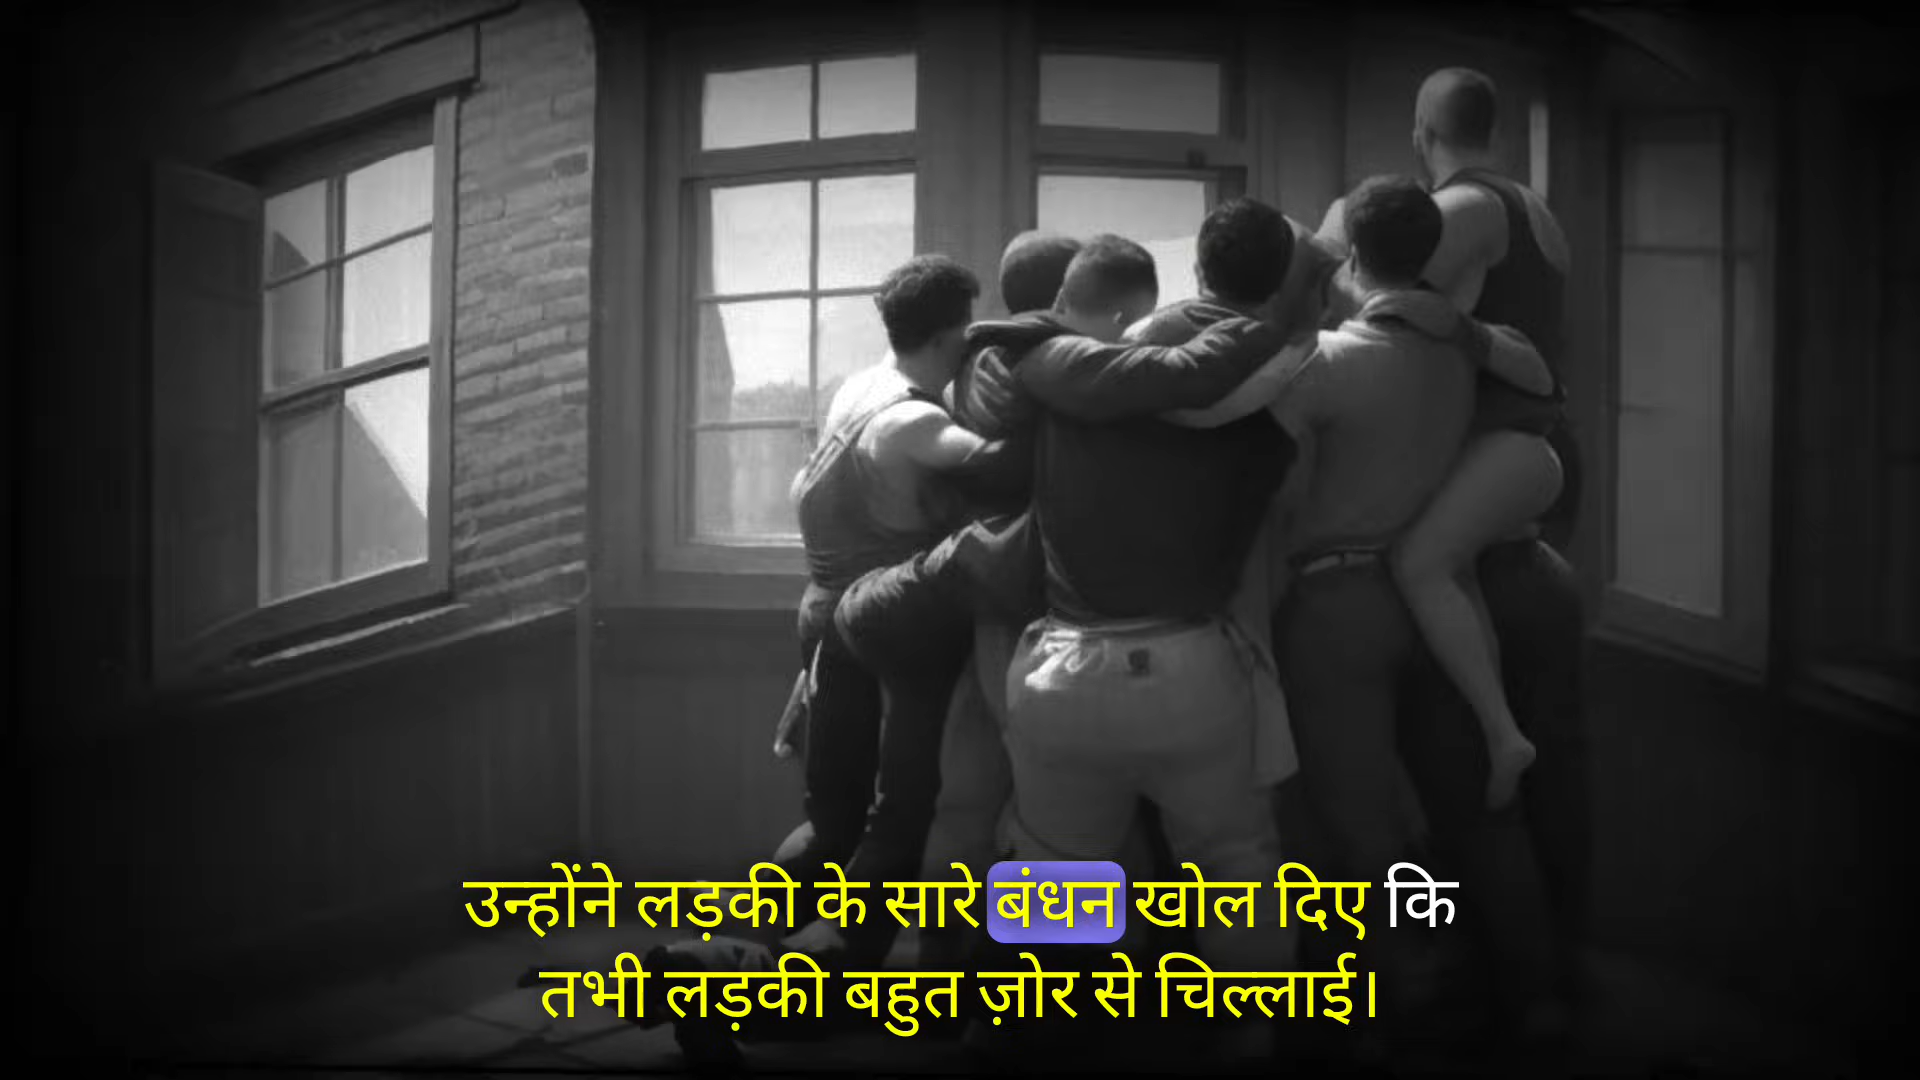 उन्होंने लड़की के सारे बंधन खोल दिए कि
तभी लड़की बहुत ज़ोर से चिल्लाई।